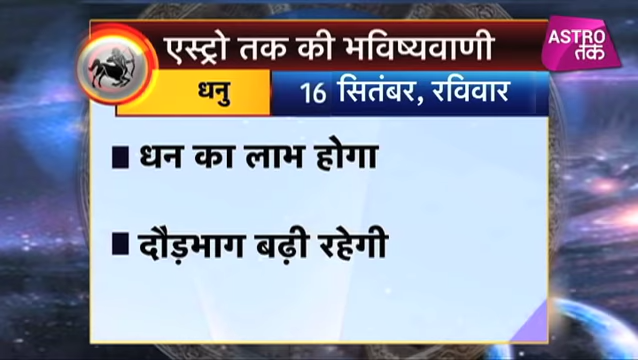 एस्ट्रो तक की भविष्यवाणी
ASTRO
तक
धनु
16 सितंबर, रविवार
धन का लाभ होगा
दौड़भाग बढ़ी रहेगी